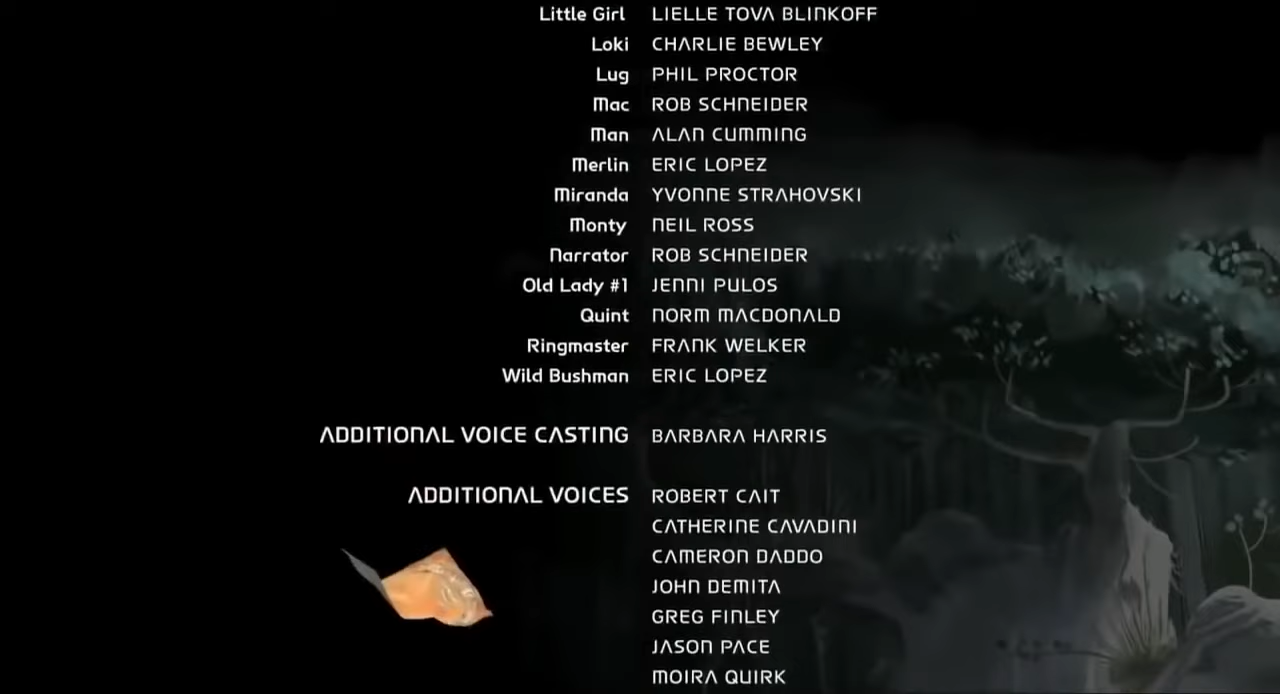 Little Girl LIELLE TOVA BLINKOFF
Loki CHARLIE BEWLEY
Lug PHIL PROCTOR
Mac ROB SCHNEIDER
Man ALAN CUMMING
Merlin ERIC LOPEZ
Miranda YVONNE STRAHOVSKI
Monty NEIL ROSS
Narrator ROB SCHNEIDER
Old Lady #1 JENNI PULOS
Quint NORM MACDONALD
Ringmaster FRANK WELKER
Wild Bushman ERIC LOPEZ
ADDITIONAL VOICE CASTING BARBARA HARRIS
ADDITIONAL VOICES ROBERT CAIT
CATHERINE CAVADINI
CAMERON DADDO
JOHN DEMITA
GREG FINLEY
JASON PACE
MOIRA QUIRK